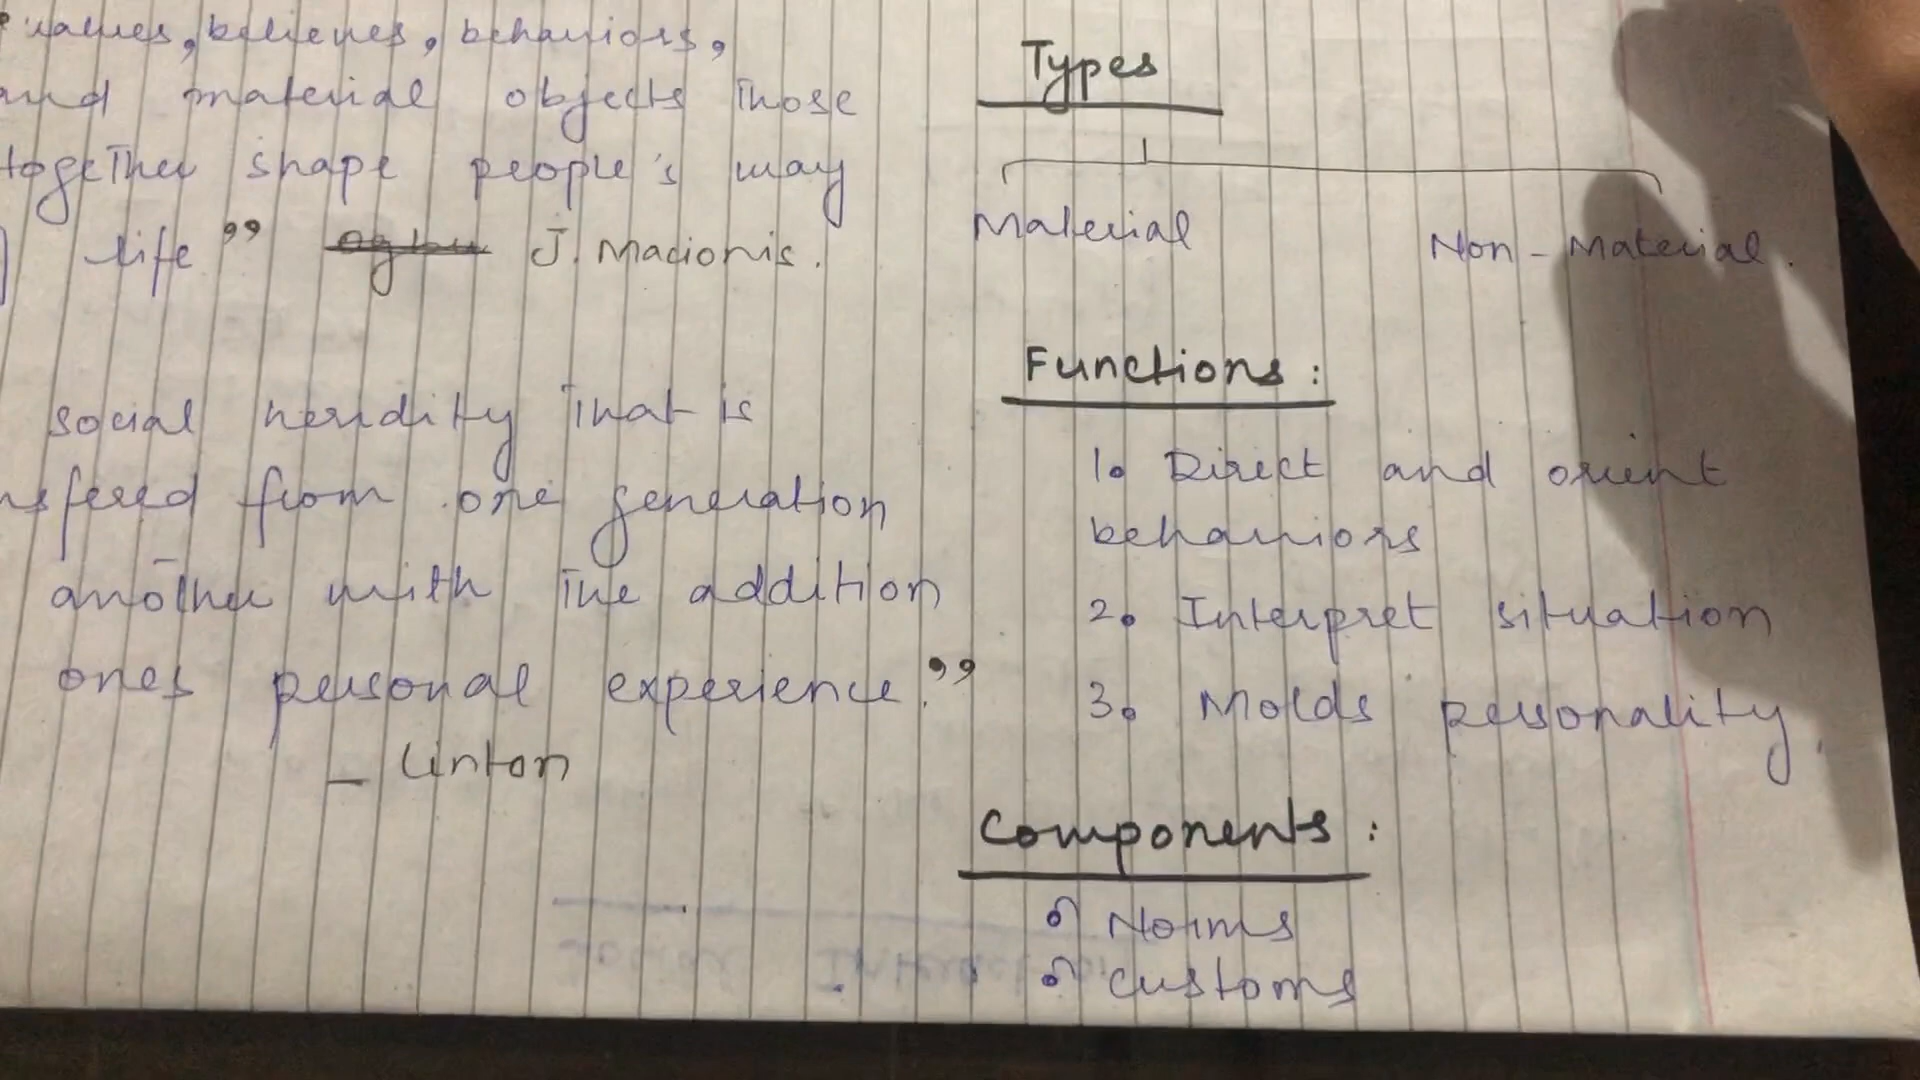 values, believes, behaviors,
and material objects those
together shape people's way
life” J. Macionis.
social heridity that is
from one generation
another with the addition
ones personal experience.”
– Linton
Types
Material Non-Material.
Functions:
1. Direct and orient
behaviors
2. Interpret situation
3. Molds personality
Components:
Norms
Customs